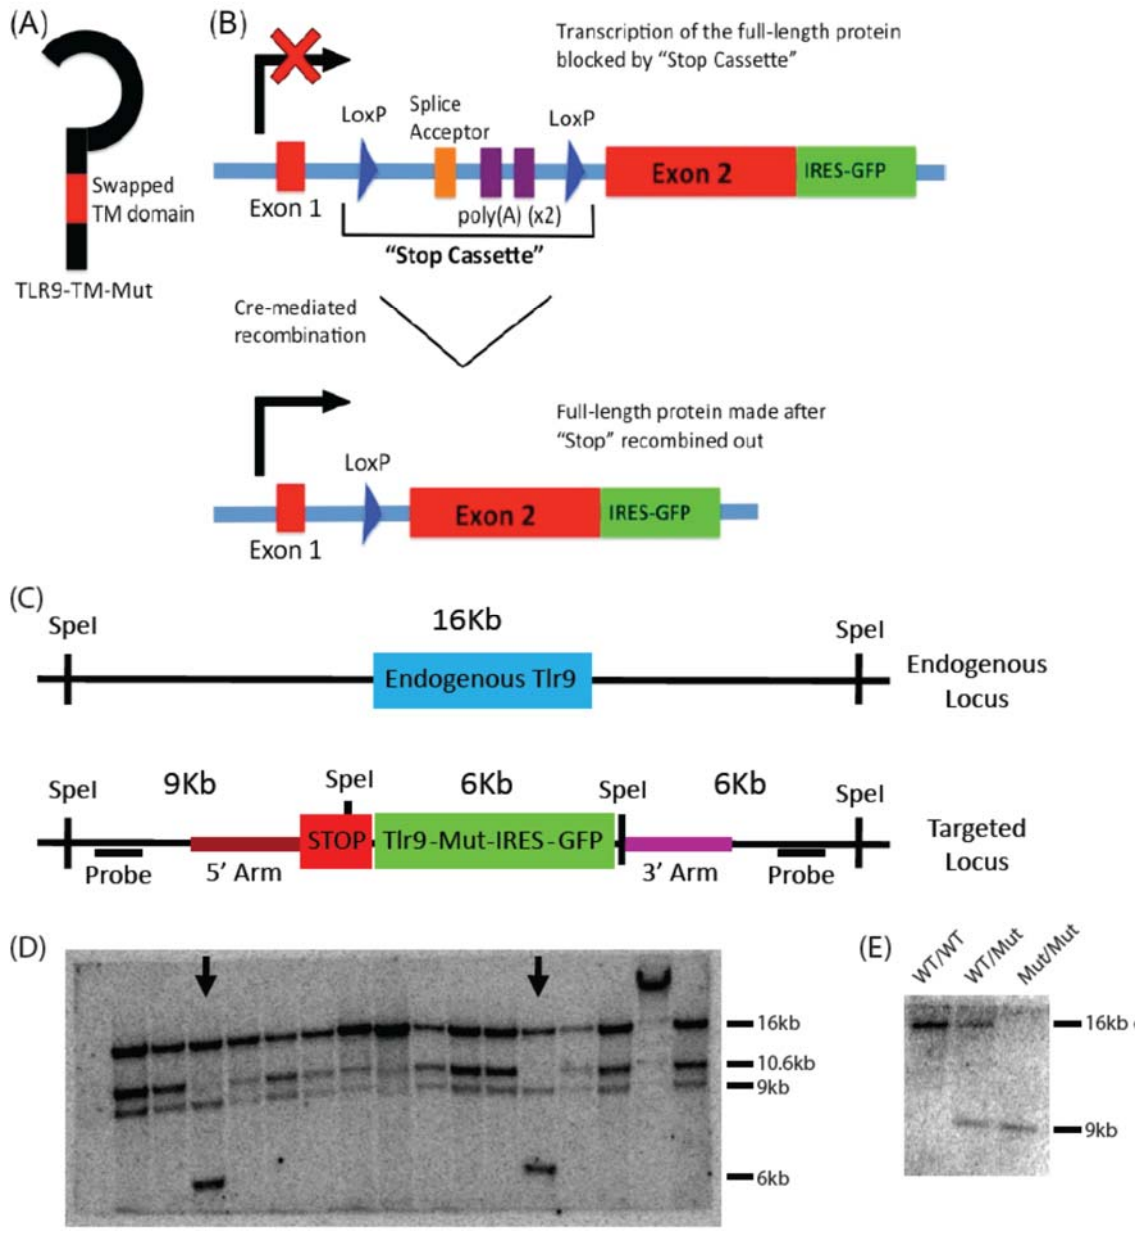 (A)
Swapped
TM domain
TLR9-TM-Mut
(B)
Transcription of the full-length protein
blocked by “Stop Cassette”
LoxP
Splice
Acceptor
LoxP
Exon 1
poly(A) (x2)
Exon 2
IRES-GFP
“Stop Cassette”
Cre-mediated
recombination
Full-length protein made after
“Stop” recombined out
LoxP
Exon 1
Exon 2
IRES-GFP
(C)
16Kb
SpeI
SpeI
Endogenous Tlr9
Endogenous
Locus
9Kb
6Kb
6Kb
SpeI
SpeI
SpeI
SpeI
STOP
Tlr9-Mut-IRES-GFP
Targeted
Locus
Probe
5’ Arm
3’ Arm
Probe
(D)
16kb
10.6kb
9kb
6kb
(E)
WT/WT
WT/Mut
Mut/Mut
16kb
9kb